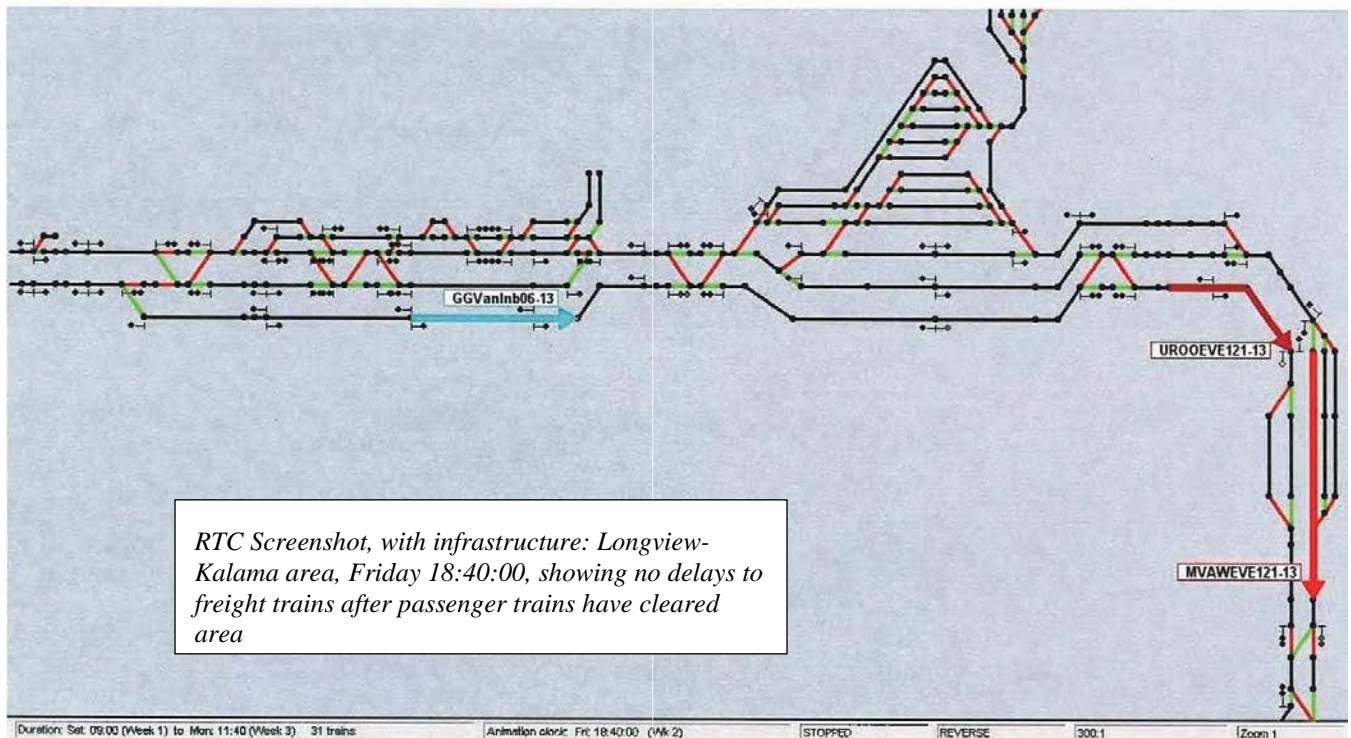 GGVanInb06-13
UROOEVE121-13
MVAWEVE121-13
RTC Screenshot, with infrastructure: Longview-
Kalama area, Friday 18:40:00, showing no delays to
freight trains after passenger trains have cleared
area
Duration: Sat: 09:00 (Week 1) to Mon: 11:40 (Week 3) 31 trains
Animation clock: Fri: 18:40:00 (Wk 2)
STOPPED
REVERSE
300:1
Zoom 1